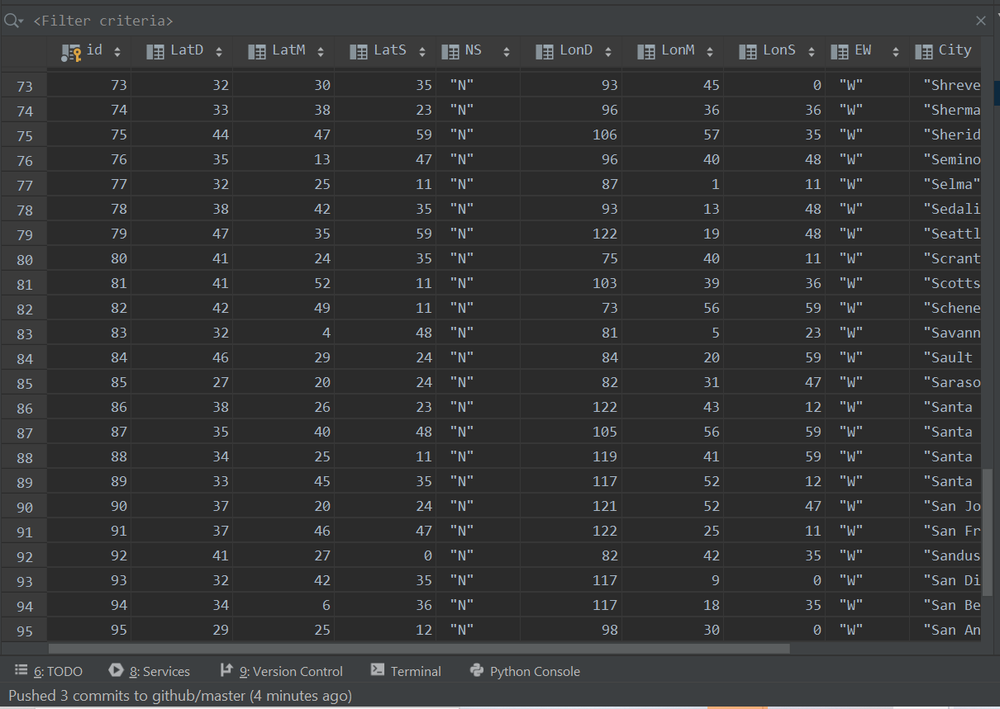 <Filter criteria>
id LatD LatM LatS NS LonD LonM LonS EW City
73 73 32 30 35 "N" 93 45 0 "W" "Shreve
74 74 33 38 23 "N" 96 36 36 "W" "Sherma
75 75 44 47 59 "N" 106 57 35 "W" "Sherid
76 76 35 13 47 "N" 96 40 48 "W" "Semino
77 77 32 25 11 "N" 87 1 11 "W" "Selma"
78 78 38 42 35 "N" 93 13 48 "W" "Sedali
79 79 47 35 59 "N" 122 19 48 "W" "Seattl
80 80 41 24 35 "N" 75 40 11 "W" "Scrant
81 81 41 52 11 "N" 103 39 36 "W" "Scotts
82 82 42 49 11 "N" 73 56 59 "W" "Schene
83 83 32 4 48 "N" 81 5 23 "W" "Savann
84 84 46 29 24 "N" 84 20 59 "W" "Sault
85 85 27 20 24 "N" 82 31 47 "W" "Saraso
86 86 38 26 23 "N" 122 43 12 "W" "Santa
87 87 35 40 48 "N" 105 56 59 "W" "Santa
88 88 34 25 11 "N" 119 41 59 "W" "Santa
89 89 33 45 35 "N" 117 52 12 "W" "Santa
90 90 37 20 24 "N" 121 52 47 "W" "San Jo
91 91 37 46 47 "N" 122 25 11 "W" "San Fr
92 92 41 27 0 "N" 82 42 35 "W" "Sandus
93 93 32 42 35 "N" 117 9 0 "W" "San Di
94 94 34 6 36 "N" 117 18 35 "W" "San Be
95 95 29 25 12 "N" 98 30 0 "W" "San An
6: TODO 8: Services 9: Version Control Terminal Python Console
Pushed 3 commits to github/master (4 minutes ago)